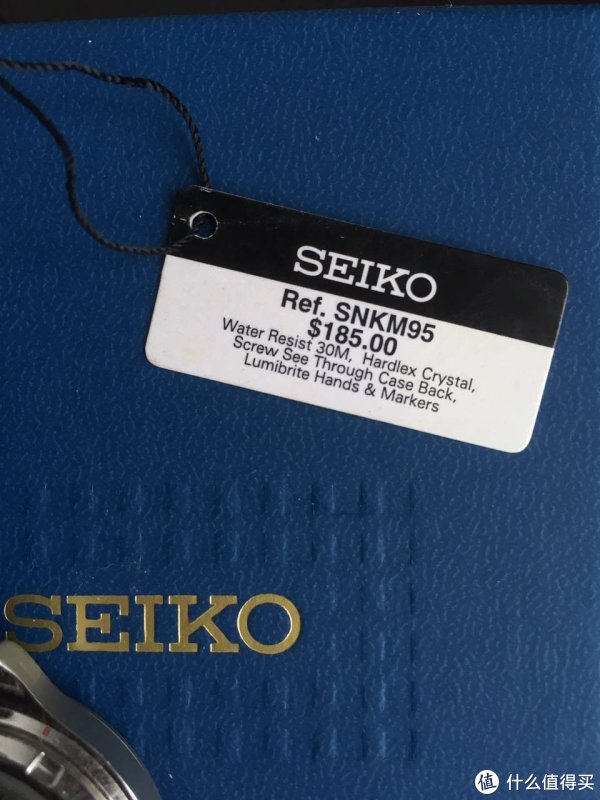 SEIKO
Ref. SNKM95
$185.00
Water Resist 30M, Hardlex Crystal,
Screw See Through Case Back,
Lumibrite Hands & Markers
SEIKO
值 什么值得买